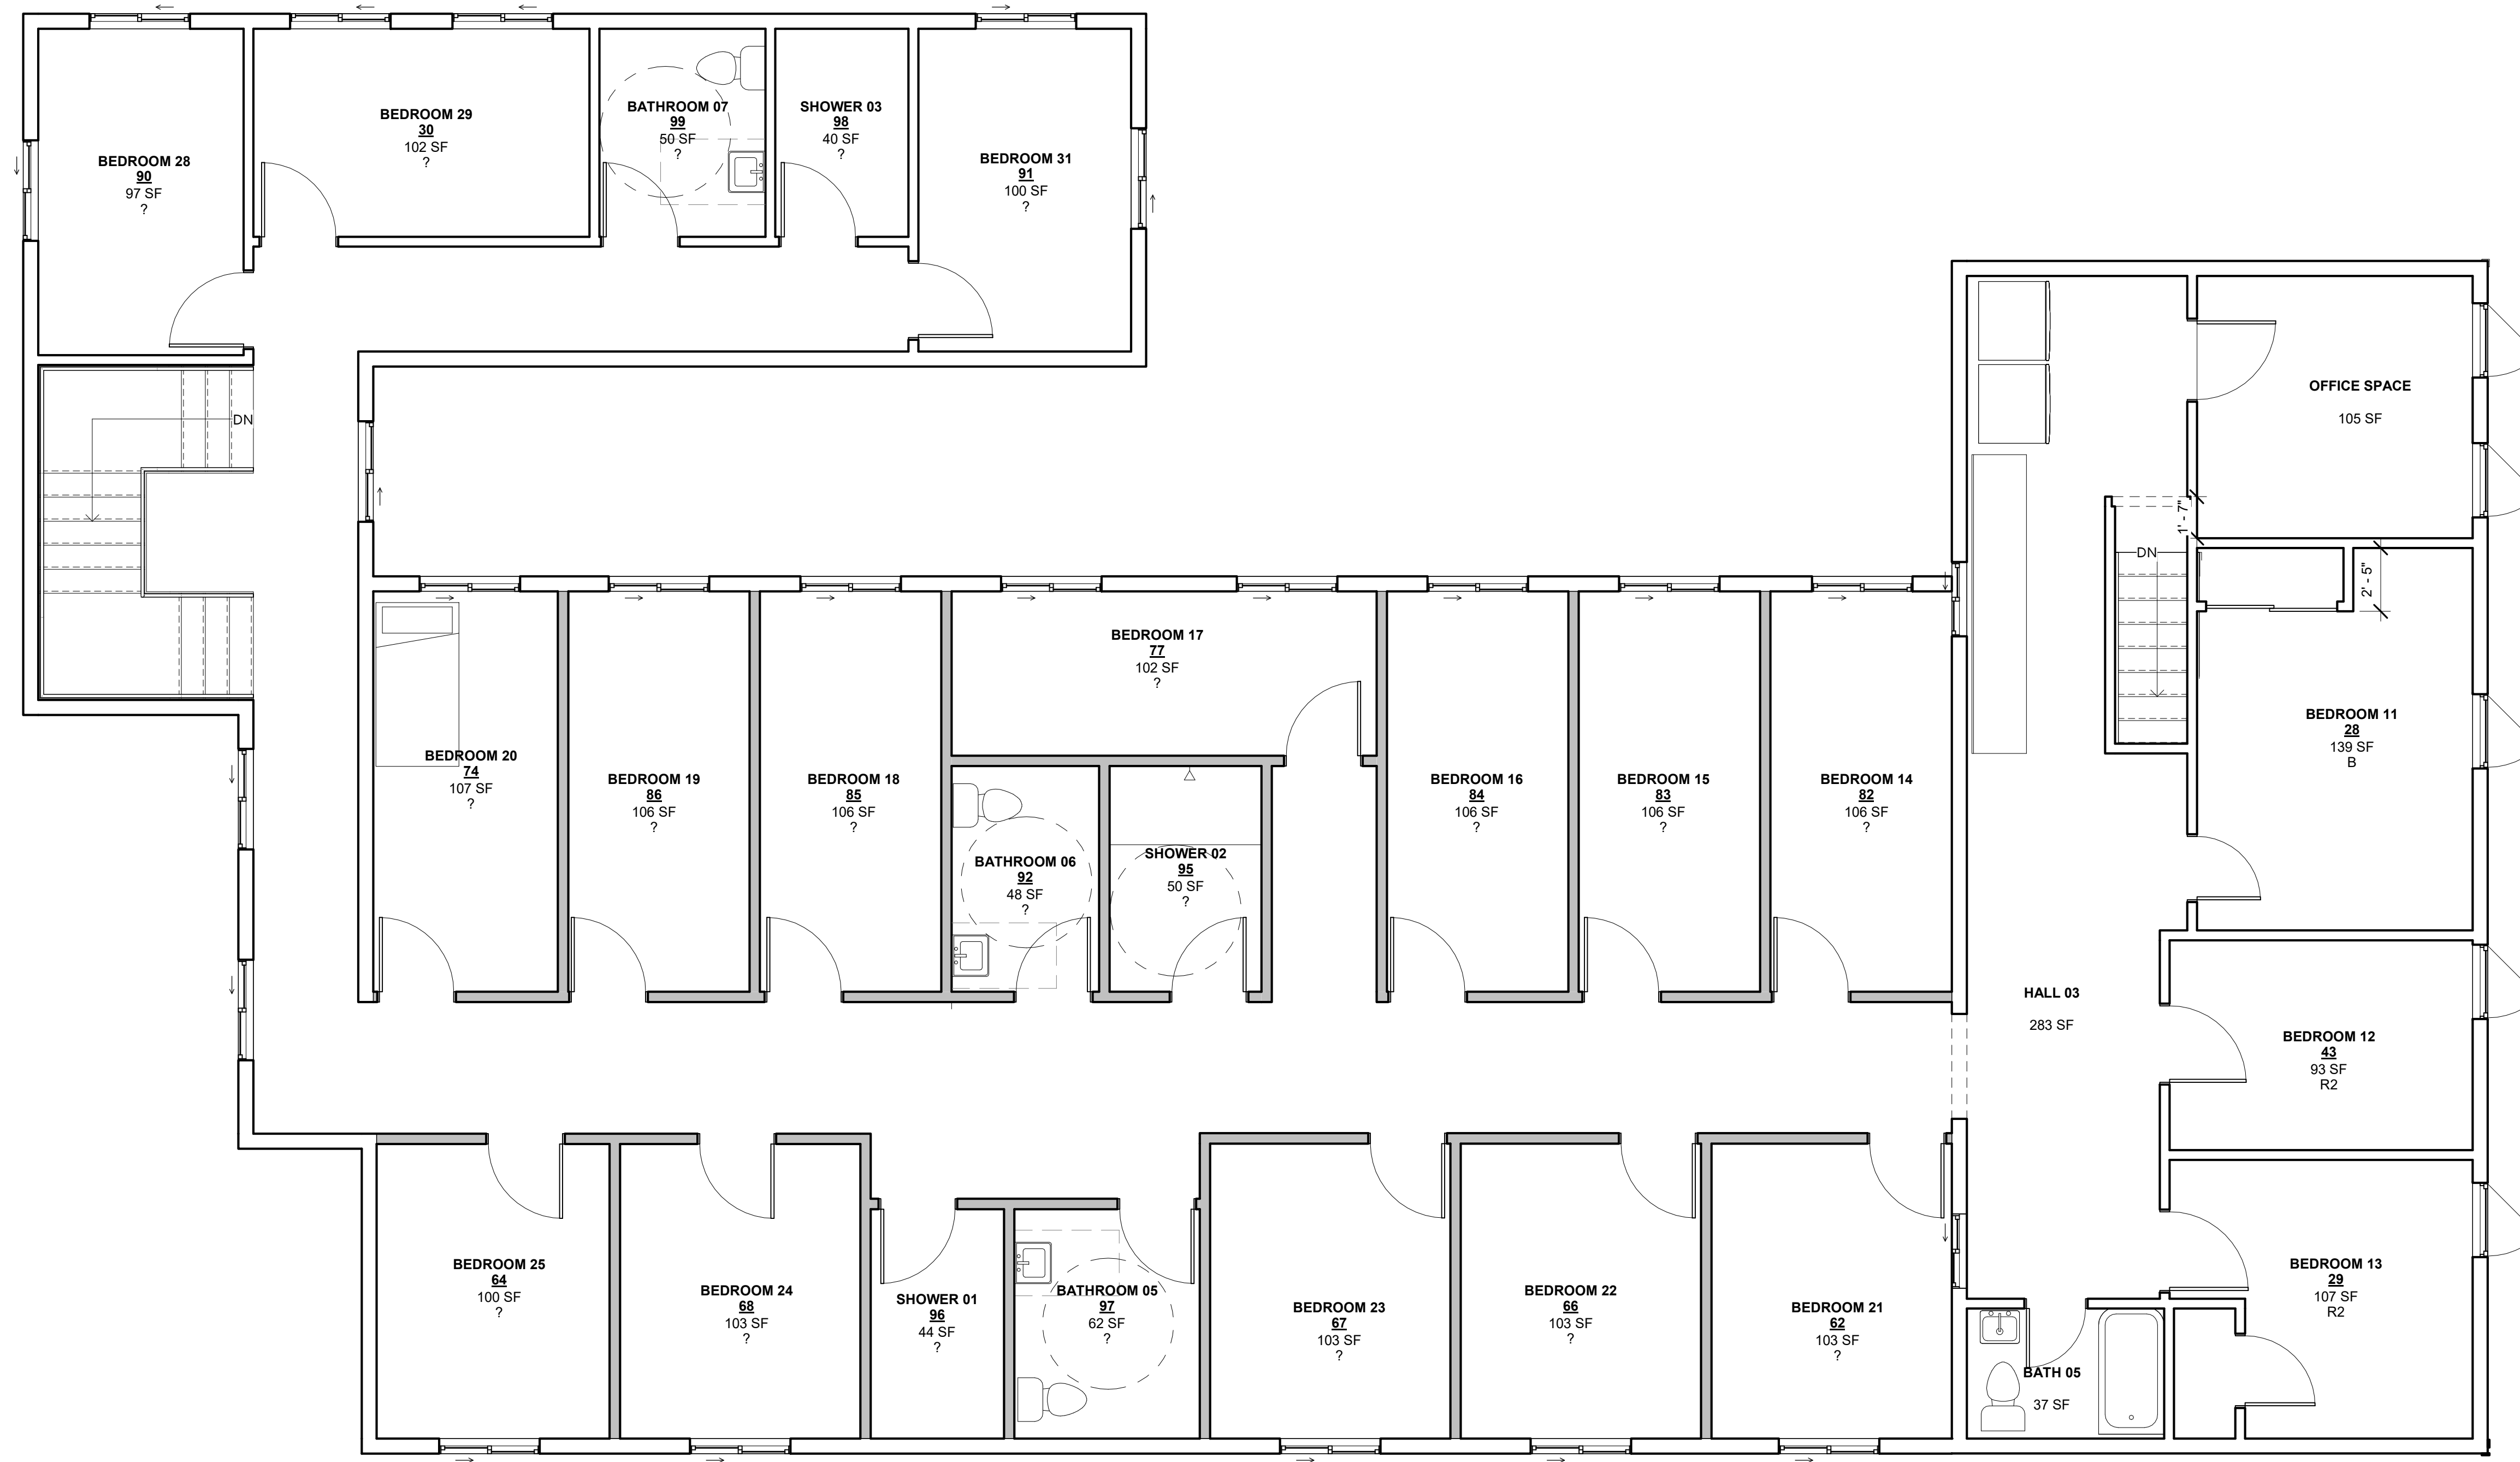 BEDROOM 28
90
97 SF
?
BEDROOM 29
30
102 SF
?
BATHROOM 07
99
50 SF
?
SHOWER 03
98
40 SF
?
BEDROOM 31
91
100 SF
?
DN
OFFICE SPACE
105 SF
1' - 7"
DN
2' - 5"
BEDROOM 11
28
139 SF
B
BEDROOM 20
74
107 SF
?
BEDROOM 19
86
106 SF
?
BEDROOM 18
85
106 SF
?
BEDROOM 17
77
102 SF
?
BATHROOM 06
92
48 SF
?
SHOWER 02
95
50 SF
?
BEDROOM 16
84
106 SF
?
BEDROOM 15
83
106 SF
?
BEDROOM 14
82
106 SF
?
HALL 03
283 SF
BEDROOM 12
43
93 SF
R2
BEDROOM 25
64
100 SF
?
BEDROOM 24
68
103 SF
?
SHOWER 01
96
44 SF
?
BATHROOM 05
97
62 SF
?
BEDROOM 23
67
103 SF
?
BEDROOM 22
66
103 SF
?
BEDROOM 21
62
103 SF
?
BEDROOM 13
29
107 SF
R2
BATH 05
37 SF